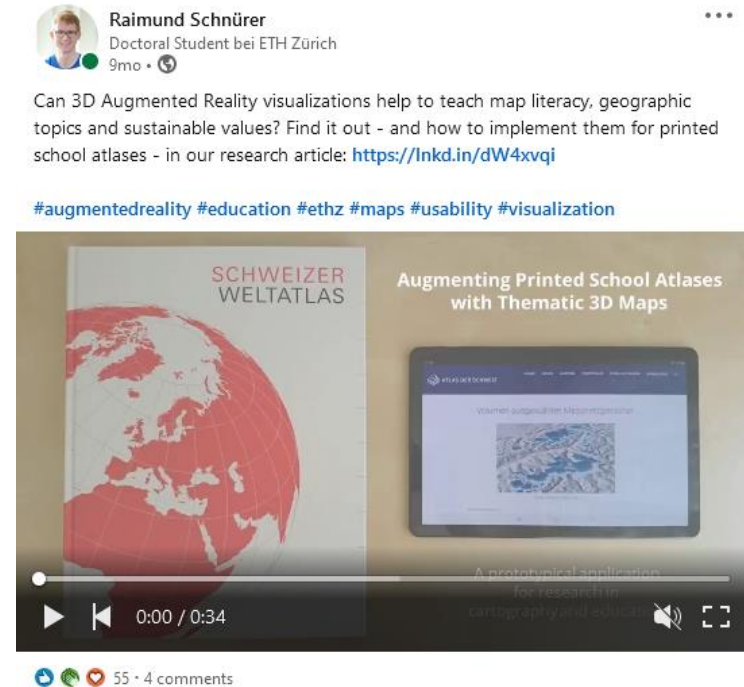 Raimund Schnürer
Doctoral Student bei ETH Zürich
9mo •
Can 3D Augmented Reality visualizations help to teach map literacy, geographic
topics and sustainable values? Find it out - and how to implement them for printed
school atlases - in our research article: https://lnkd.in/dW4xvqi
#augmentedreality #education #ethz #maps #usability #visualization
SCHWEIZER
WELTATLAS
Augmenting Printed School Atlases
with Thematic 3D Maps
ATLAS DER SCHWEIZ
Volumen ausgewählter
A prototypical application
for research in
cartography and education
0:00 / 0:34
55 • 4 comments